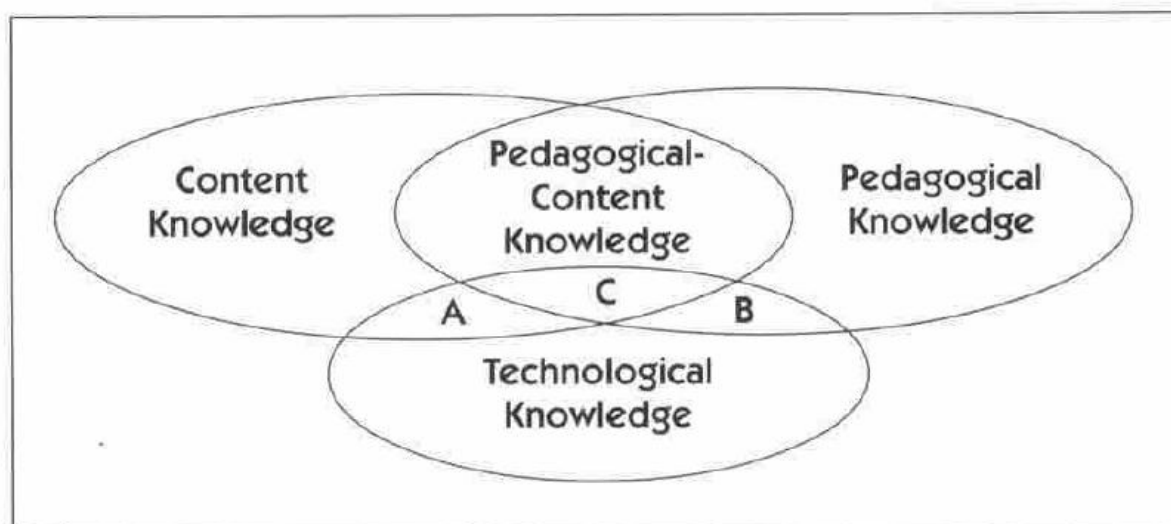 Content
Knowledge
Pedagogical-
Content
Knowledge
Pedagogical
Knowledge
A
C
B
Technological
Knowledge